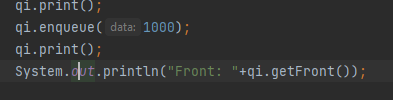 qi.print();
qi.enqueue( data: 1000);
qi.print();
System.out.println("Front: "+qi.getFront());